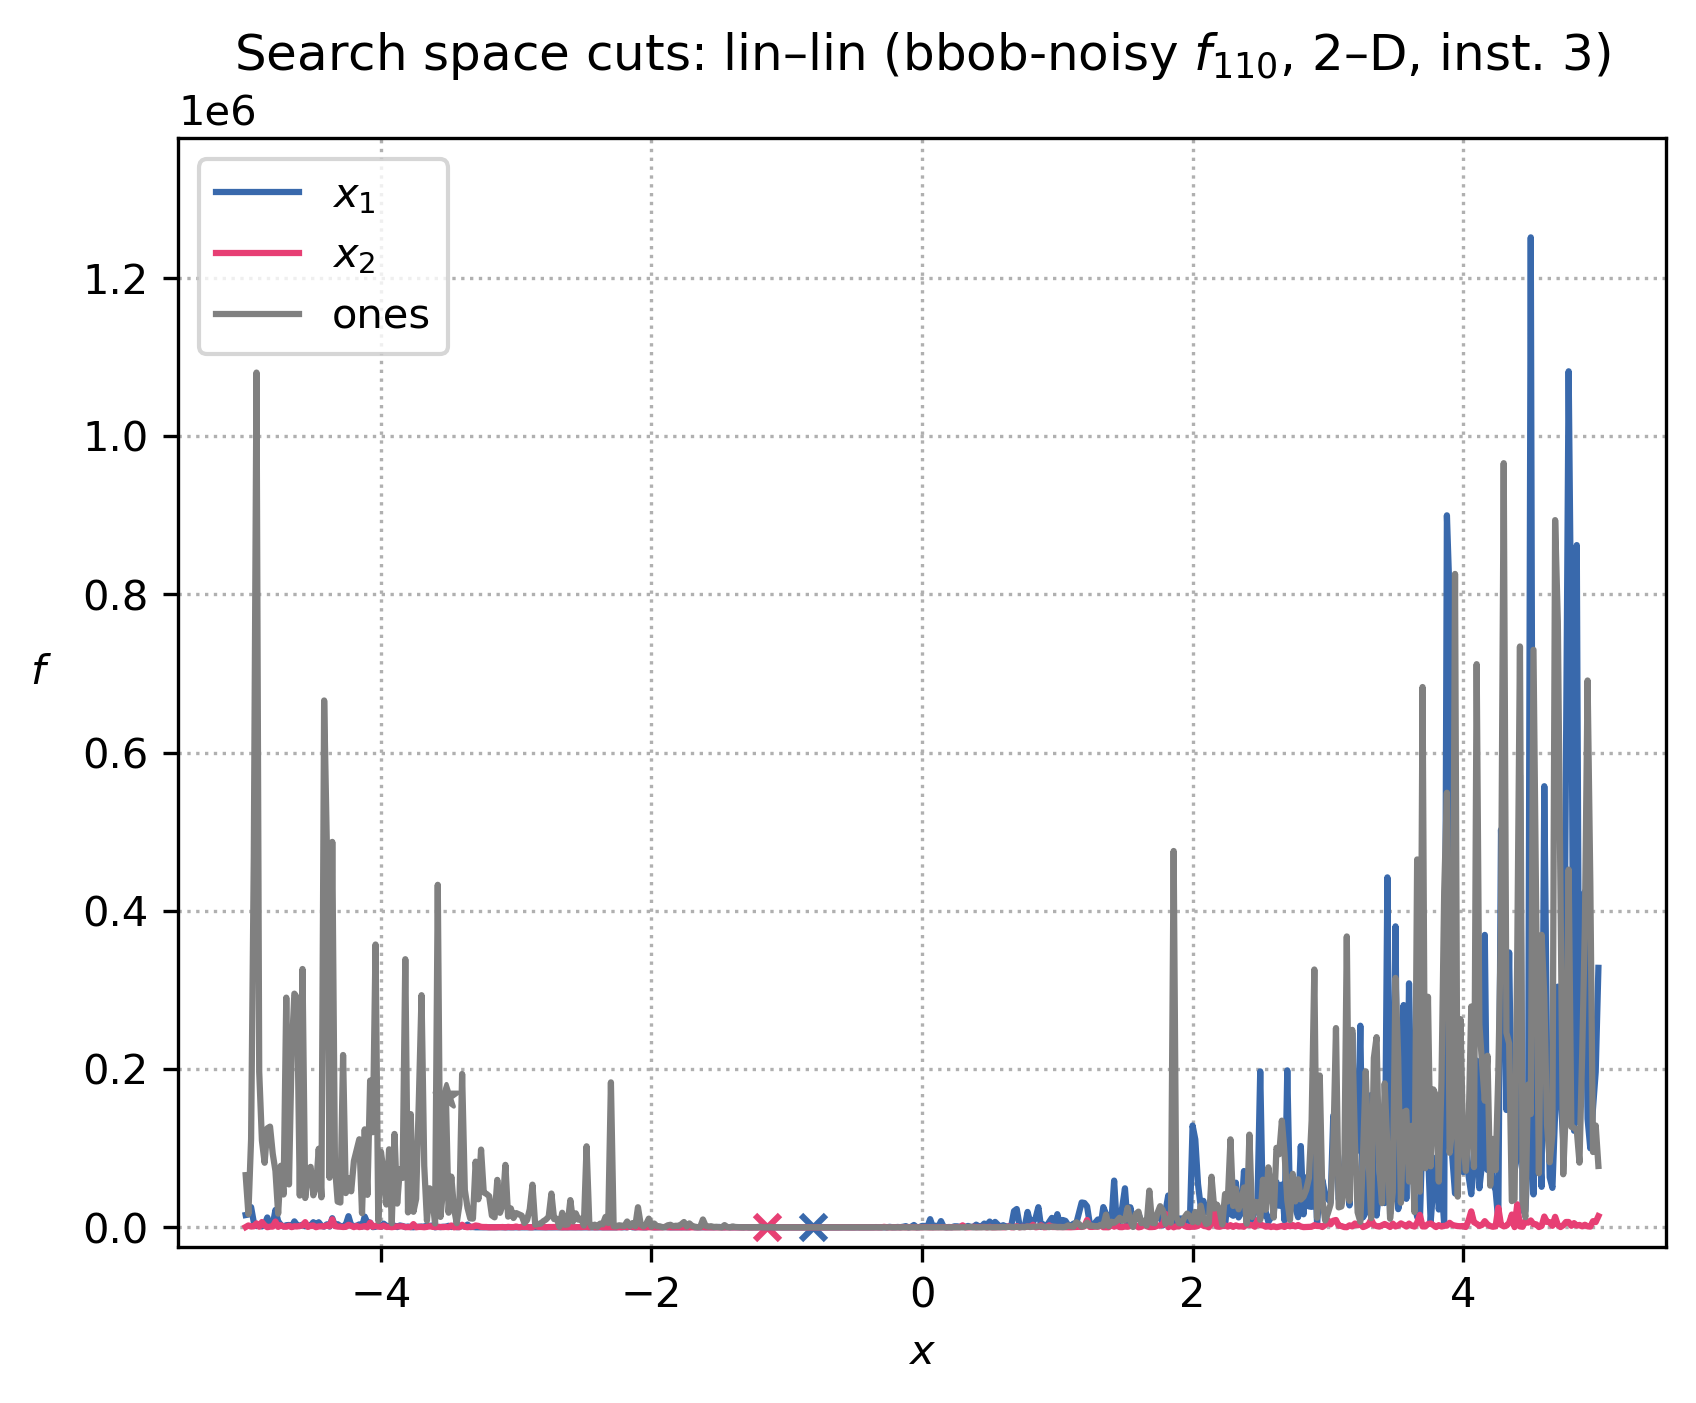 Search space cuts: lin–lin (bbob-noisy f₁₁₀, 2–D, inst. 3)
1e6
x₁
x₂
ones
1.2
1.0
0.8
0.6
0.4
0.2
0.0
f
−4 −2 0 2 4
x